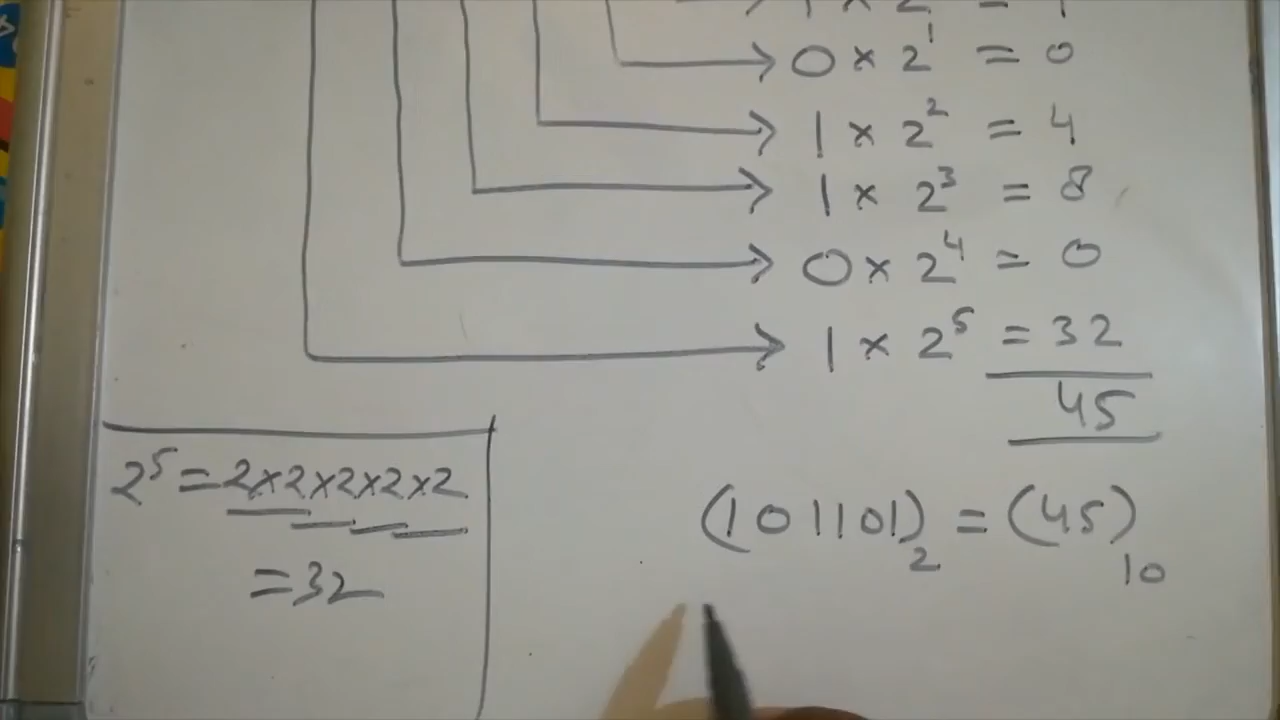 0 × 2¹ = 0
1 × 2² = 4
1 × 2³ = 8
0 × 2⁴ = 0
1 × 2⁵ = 32
45
2⁵ = 2×2×2×2×2
= 32
(101101)₂ = (45)₁₀